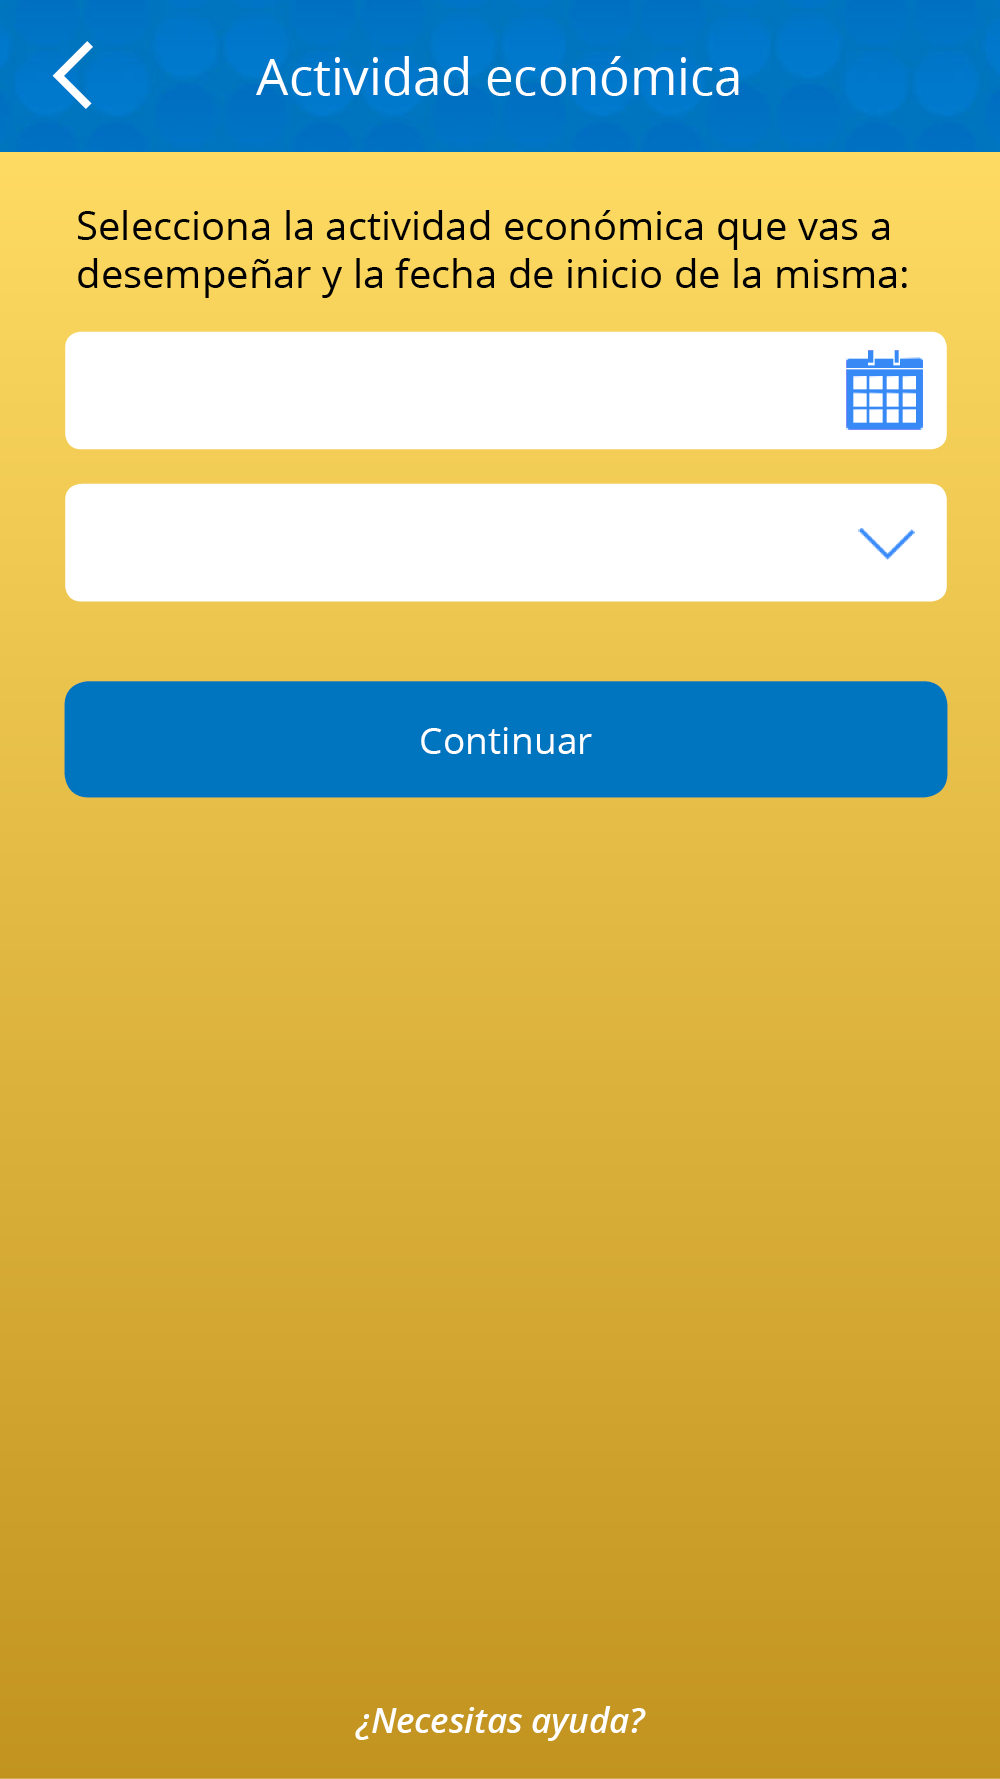 Actividad económica
Selecciona la actividad económica que vas a
desempeñar y la fecha de inicio de la misma:
Continuar
¿Necesitas ayuda?